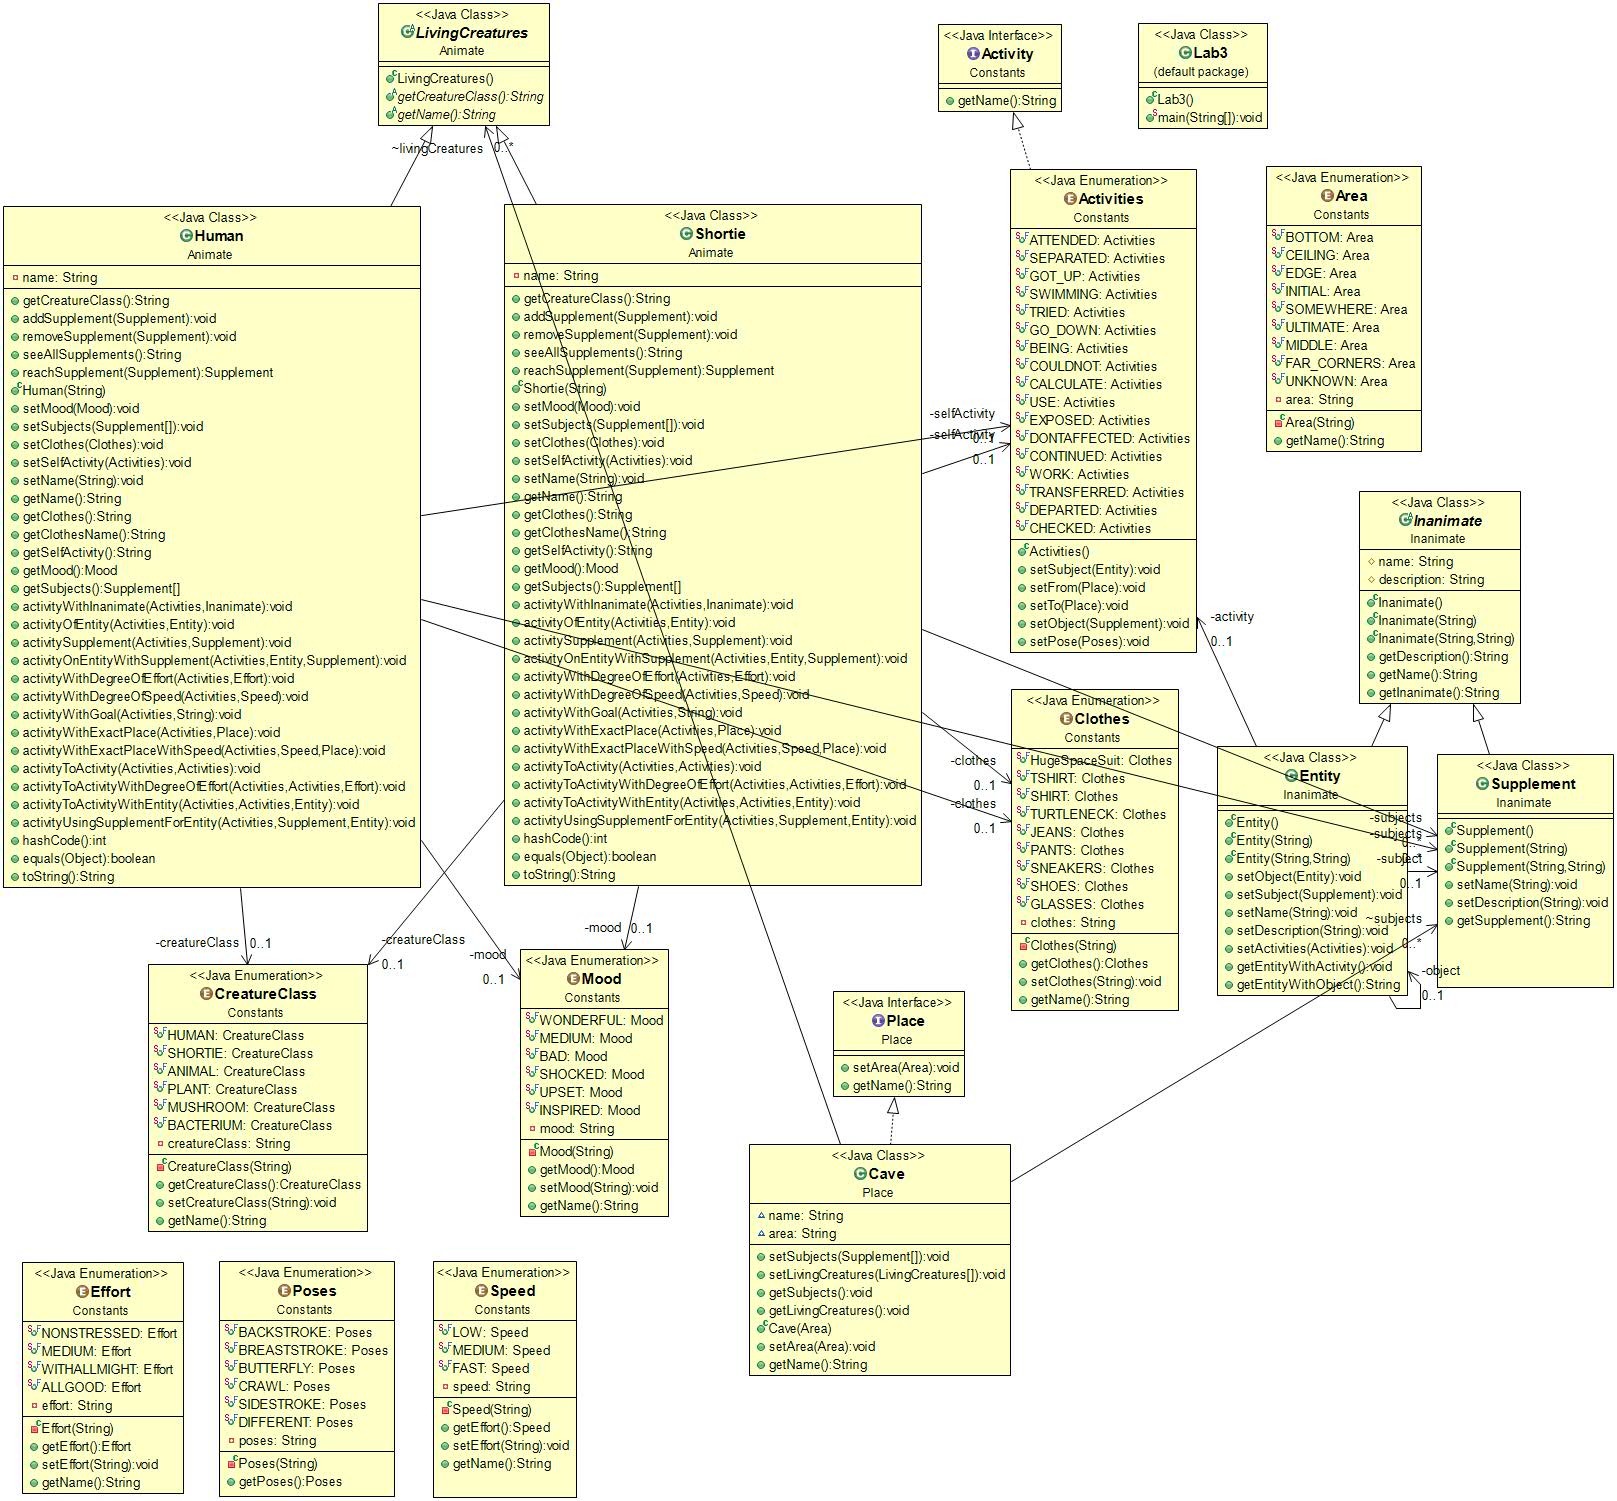 <<Java Class>>
LivingCreatures
Animate
LivingCreatures()
getCreatureClass():String
getName():String
~livingCreatures
0..*
<<Java Interface>>
Activity
Constants
getName():String
<<Java Class>>
Lab3
(default package)
Lab3()
main(String[]):void
<<Java Class>>
Human
Animate
name: String
getCreatureClass():String
addSupplement(Supplement):void
removeSupplement(Supplement):void
seeAllSupplements():String
reachSupplement(Supplement):Supplement
Human(String)
setMood(Mood):void
setSubjects(Supplement[]):void
setClothes(Clothes):void
setSelfActivity(Activities):void
setName(String):void
getName():String
getClothes():String
getClothesName():String
getSelfActivity():String
getMood():Mood
getSubjects():Supplement[]
activityWithInanimate(Activities,Inanimate):void
activityOfEntity(Activities,Entity):void
activitySupplement(Activities,Supplement):void
activityOnEntityWithSupplement(Activities,Entity,Supplement):void
activityWithDegreeOfEffort(Activities,Effort):void
activityWithDegreeOfSpeed(Activities,Speed):void
activityWithGoal(Activities,String):void
activityWithExactPlace(Activities,Place):void
activityWithExactPlaceWithSpeed(Activities,Speed,Place):void
activityToActivity(Activities,Activities):void
activityToActivityWithDegreeOfEffort(Activities,Activities,Effort):void
activityToActivityWithEntity(Activities,Activities,Entity):void
activityUsingSupplementForEntity(Activities,Supplement,Entity):void
hashCode():int
equals(Object):boolean
toString():String
<<Java Class>>
Shortie
Animate
name: String
getCreatureClass():String
addSupplement(Supplement):void
removeSupplement(Supplement):void
seeAllSupplements():String
reachSupplement(Supplement):Supplement
Shortie(String)
setMood(Mood):void
setSubjects(Supplement[]):void
setClothes(Clothes):void
setSelfActivity(Activities):void
setName(String):void
getName():String
getClothes():String
getClothesName():String
getSelfActivity():String
getMood():Mood
getSubjects():Supplement[]
activityWithInanimate(Activities,Inanimate):void
activityOfEntity(Activities,Entity):void
activitySupplement(Activities,Supplement):void
activityOnEntityWithSupplement(Activities,Entity,Supplement):void
activityWithDegreeOfEffort(Activities,Effort):void
activityWithDegreeOfSpeed(Activities,Speed):void
activityWithGoal(Activities,String):void
activityWithExactPlace(Activities,Place):void
activityWithExactPlaceWithSpeed(Activities,Speed,Place):void
activityToActivity(Activities,Activities):void
activityToActivityWithDegreeOfEffort(Activities,Activities,Effort):void
activityToActivityWithEntity(Activities,Activities,Entity):void
activityUsingSupplementForEntity(Activities,Supplement,Entity):void
hashCode():int
equals(Object):boolean
toString():String
-selfActivity
-selfActivity
0..1
0..1
<<Java Enumeration>>
Activities
Constants
ATTENDED: Activities
SEPARATED: Activities
GOT_UP: Activities
SWIMMING: Activities
TRIED: Activities
GO_DOWN: Activities
BEING: Activities
COULDNOT: Activities
CALCULATE: Activities
USE: Activities
EXPOSED: Activities
DONTAFFECTED: Activities
CONTINUED: Activities
WORK: Activities
TRANSFERRED: Activities
DEPARTED: Activities
CHECKED: Activities
Activities()
setSubject(Entity):void
setFrom(Place):void
setTo(Place):void
setObject(Supplement):void
setPose(Poses):void
<<Java Enumeration>>
Area
Constants
BOTTOM: Area
CEILING: Area
EDGE: Area
INITIAL: Area
SOMEWHERE: Area
ULTIMATE: Area
MIDDLE: Area
FAR_CORNERS: Area
UNKNOWN: Area
area: String
Area(String)
getName():String
<<Java Class>>
Inanimate
Inanimate
name: String
description: String
Inanimate()
Inanimate(String)
Inanimate(String,String)
getDescription():String
getName():String
getInanimate():String
-activity
0..1
<<Java Enumeration>>
Clothes
Constants
HugeSpaceSuit: Clothes
TSHIRT: Clothes
SHIRT: Clothes
TURTLENECK: Clothes
JEANS: Clothes
PANTS: Clothes
SNEAKERS: Clothes
SHOES: Clothes
GLASSES: Clothes
clothes: String
Clothes(String)
getClothes():Clothes
setClothes(String):void
getName():String
-clothes
0..1
-clothes
0..1
<<Java Class>>
Entity
Inanimate
Entity()
Entity(String)
Entity(String,String)
setObject(Entity):void
setSubject(Supplement):void
setName(String):void
setDescription(String):void
setActivities(Activities):void
getEntityWithActivity():void
getEntityWithObject():String
-subjects
-subjects
0..*
-subject
0..1
~subjects
0..*
-object
0..1
<<Java Class>>
Supplement
Inanimate
Supplement()
Supplement(String)
Supplement(String,String)
setName(String):void
setDescription(String):void
getSupplement():String
-creatureClass
0..1
-creatureClass
0..1
-mood
0..1
-mood
0..1
<<Java Enumeration>>
CreatureClass
Constants
HUMAN: CreatureClass
SHORTIE: CreatureClass
ANIMAL: CreatureClass
PLANT: CreatureClass
MUSHROOM: CreatureClass
BACTERIUM: CreatureClass
creatureClass: String
CreatureClass(String)
getCreatureClass():CreatureClass
setCreatureClass(String):void
getName():String
<<Java Enumeration>>
Mood
Constants
WONDERFUL: Mood
MEDIUM: Mood
BAD: Mood
SHOCKED: Mood
UPSET: Mood
INSPIRED: Mood
mood: String
Mood(String)
getMood():Mood
setMood(String):void
getName():String
<<Java Interface>>
Place
Place
setArea(Area):void
getName():String
<<Java Class>>
Cave
Place
name: String
area: String
setSubjects(Supplement[]):void
setLivingCreatures(LivingCreatures[]):void
getSubjects():void
getLivingCreatures():void
Cave(Area)
setArea(Area):void
getName():String
<<Java Enumeration>>
Effort
Constants
NONSTRESSED: Effort
MEDIUM: Effort
WITHALLMIGHT: Effort
ALLGOOD: Effort
effort: String
Effort(String)
getEffort():Effort
setEffort(String):void
getName():String
<<Java Enumeration>>
Poses
Constants
BACKSTROKE: Poses
BREASTSTROKE: Poses
BUTTERFLY: Poses
CRAWL: Poses
SIDESTROKE: Poses
DIFFERENT: Poses
poses: String
Poses(String)
getPoses():Poses
<<Java Enumeration>>
Speed
Constants
LOW: Speed
MEDIUM: Speed
FAST: Speed
speed: String
Speed(String)
getEffort():Speed
setEffort(String):void
getName():String